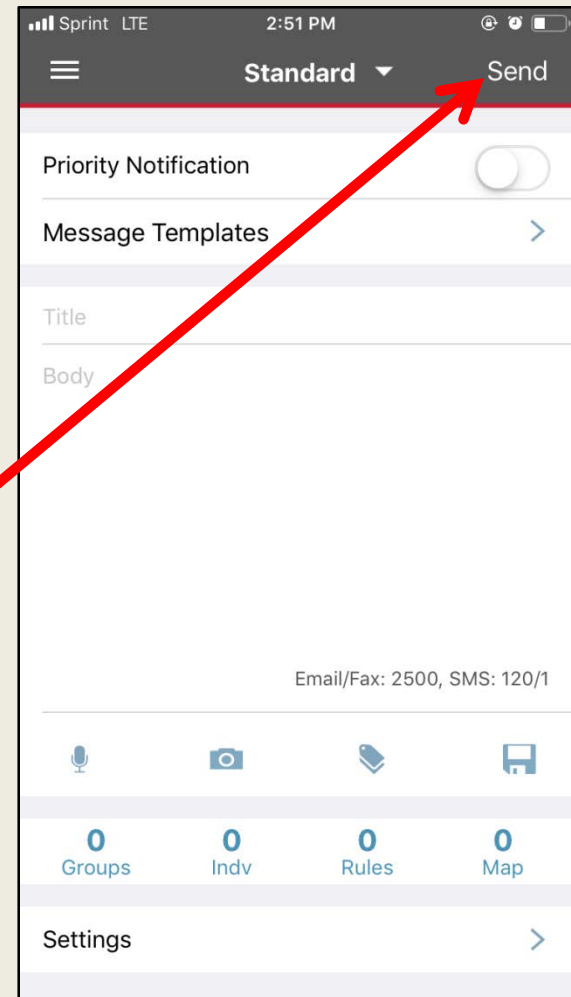 Sprint LTE 2:51 PM
Standard Send
Priority Notification
Message Templates
Title
Body
Email/Fax: 2500, SMS: 120/1
0 0 0 0
Groups Indv Rules Map
Settings